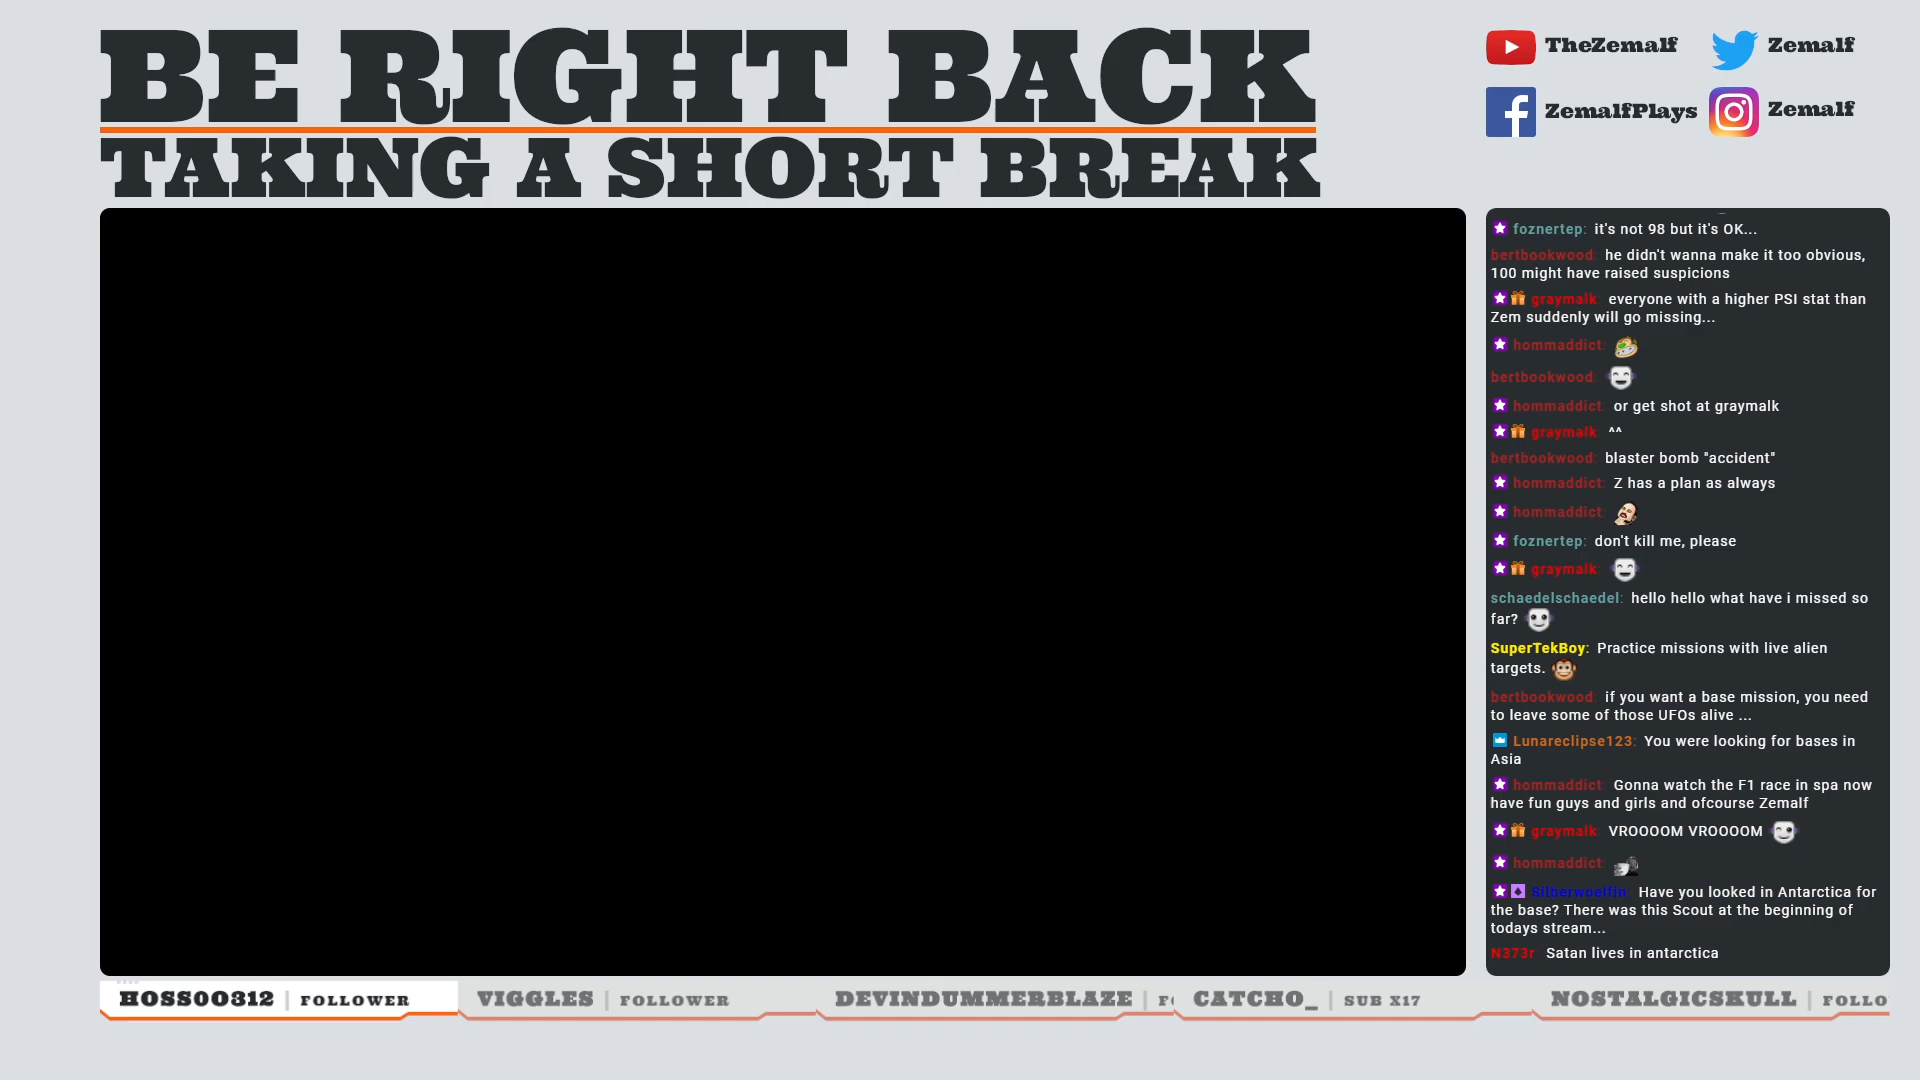 BE RIGHT BACK
TAKING A SHORT BREAK
TheZemalf
Zemalf
ZemalfPlays
Zemalf
foznertep: it's not 98 but it's OK...
bertbookwood: he didn't wanna make it too obvious,
100 might have raised suspicions
graymalk: everyone with a higher PSI stat than
Zem suddenly will go missing...
hommaddict:
bertbookwood:
hommaddict: or get shot at graymalk
graymalk: ^^
bertbookwood: blaster bomb "accident"
hommaddict: Z has a plan as always
hommaddict:
foznertep: don't kill me, please
graymalk:
schaedelschaedel: hello hello what have i missed so
far?
SuperTekBoy: Practice missions with live alien
targets.
bertbookwood: if you want a base mission, you need
to leave some of those UFOs alive ...
Lunareclipse123: You were looking for bases in
Asia
hommaddict: Gonna watch the F1 race in spa now
have fun guys and girls and ofcourse Zemalf
graymalk: VROOOOM VROOOOM
hommaddict:
Silberwoelfin: Have you looked in Antarctica for
the base? There was this Scout at the beginning of
todays stream...
N373r: Satan lives in antarctica
HOSS00312 | FOLLOWER
VIGGLES | FOLLOWER
DEVINDUMMERBLAZE | F
CATCHO_ | SUB X17
NOSTALGICSKULL | FOLLO